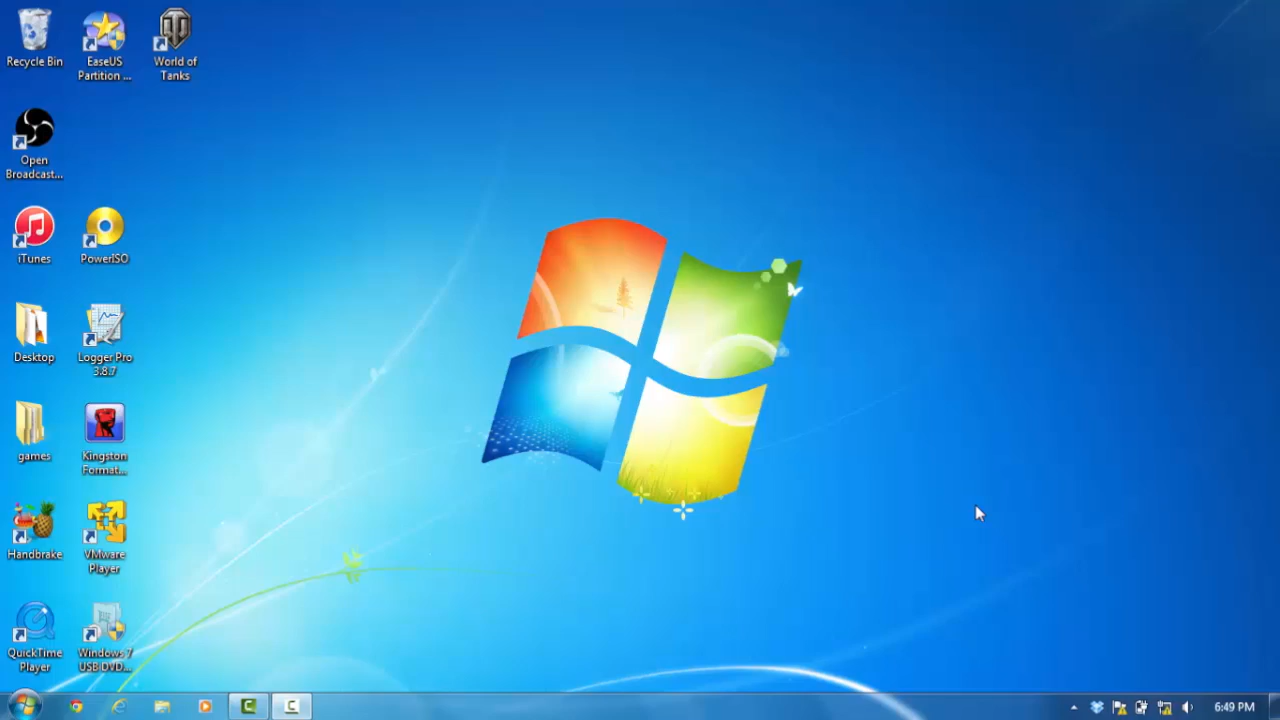 Recycle Bin
EaseUS
Partition ...
World of
Tanks
Open
Broadcast...
iTunes
PowerISO
Desktop
Logger Pro
3.8.7
games
Kingston
Format...
Handbrake
VMware
Player
QuickTime
Player
Windows 7
USB DVD...
6:49 PM